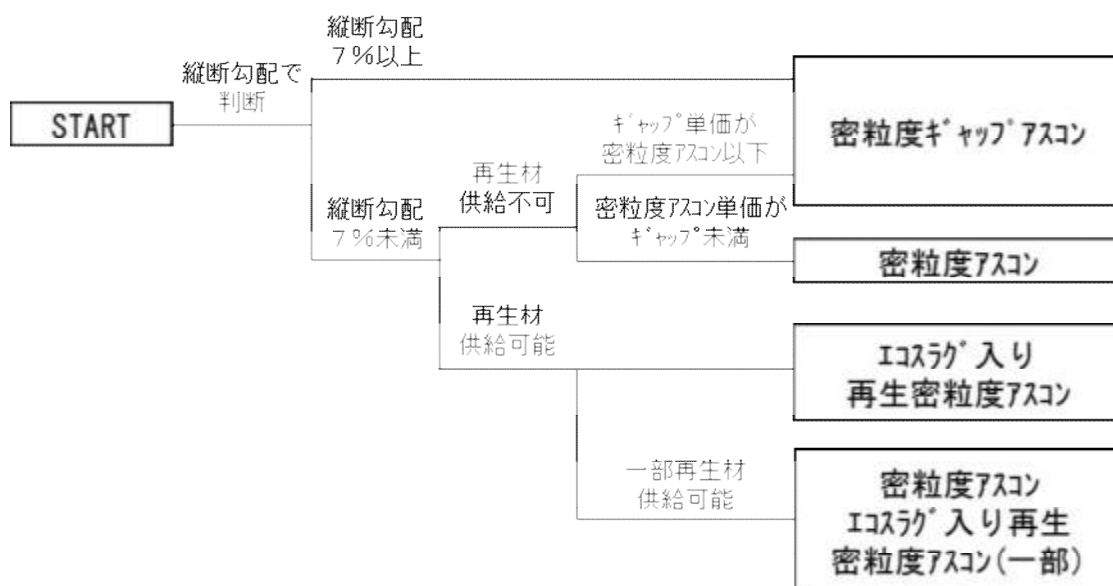 START
縦断勾配で
判断
縦断勾配
７％以上
縦断勾配
７％未満
再生材
供給不可
ｷﾞｬｯﾌﾟ単価が
密粒度ｱｽｺﾝ以下
密粒度ｱｽｺﾝ単価が
ｷﾞｬｯﾌﾟ未満
再生材
供給可能
一部再生材
供給可能
密粒度ｷﾞｬｯﾌﾟｱｽｺﾝ
密粒度ｱｽｺﾝ
ｴｺｽﾗｸﾞ入り
再生密粒度ｱｽｺﾝ
密粒度ｱｽｺﾝ
ｴｺｽﾗｸﾞ入り再生
密粒度ｱｽｺﾝ(一部)